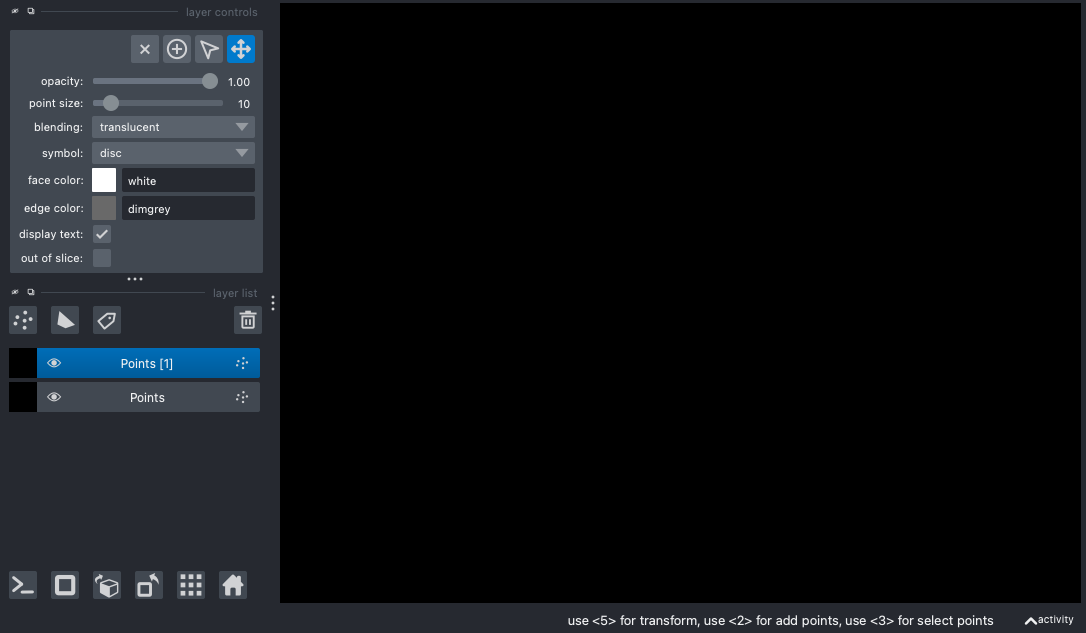 layer controls
opacity: 1.00
point size: 10
blending: translucent
symbol: disc
face color: white
edge color: dimgrey
display text:
out of slice:
layer list
Points [1]
Points
use <5> for transform, use <2> for add points, use <3> for select points
activity